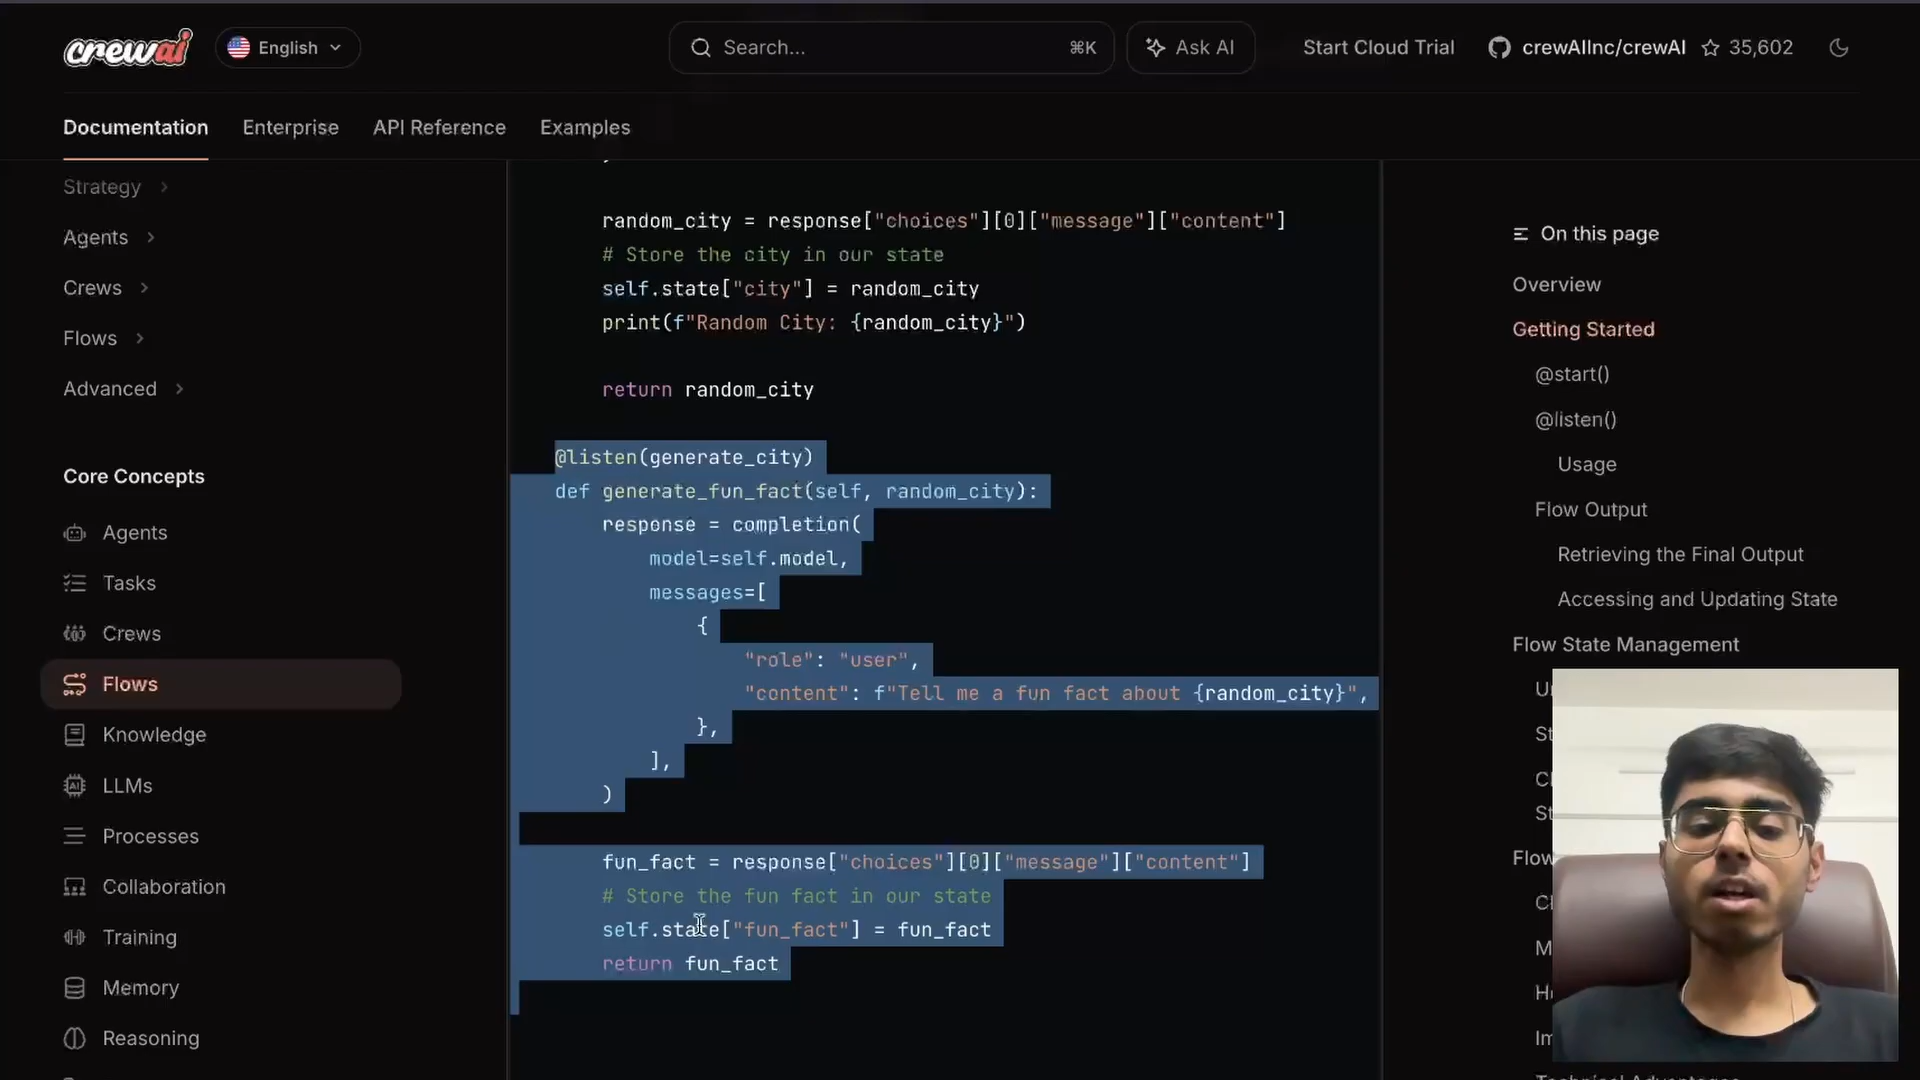 crewai
English
Search...
⌘K
Ask AI
Start Cloud Trial
crewAIInc/crewAI
35,602
Documentation
Enterprise
API Reference
Examples
Strategy
Agents
Crews
Flows
Advanced
Core Concepts
Agents
Tasks
Crews
Flows
Knowledge
LLMs
Processes
Collaboration
Training
Memory
Reasoning
random_city = response["choices"][0]["message"]["content"]
# Store the city in our state
self.state["city"] = random_city
print(f"Random City: {random_city}")
return random_city
@listen(generate_city)
def generate_fun_fact(self, random_city):
response = completion(
model=self.model,
messages=[
{
"role": "user",
"content": f"Tell me a fun fact about {random_city}",
},
],
)
fun_fact = response["choices"][0]["message"]["content"]
# Store the fun fact in our state
self.state["fun_fact"] = fun_fact
return fun_fact
On this page
Overview
Getting Started
@start()
@listen()
Usage
Flow Output
Retrieving the Final Output
Accessing and Updating State
Flow State Management